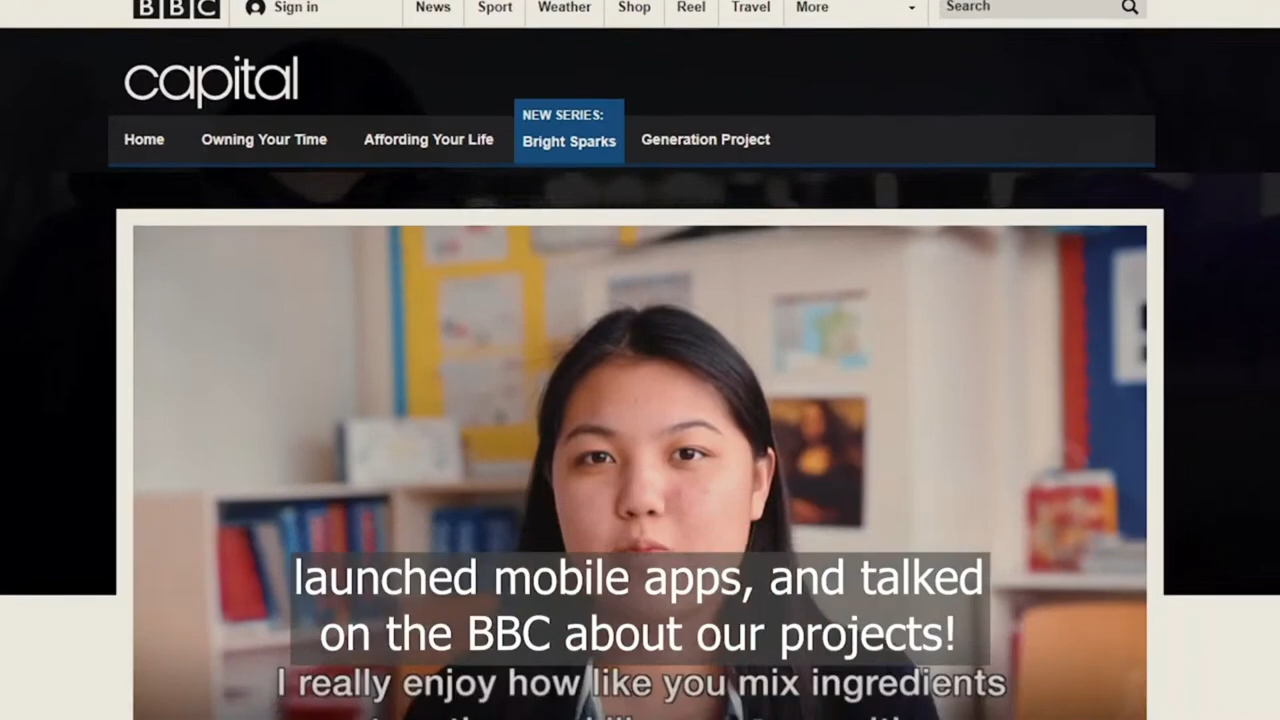 BBC Sign in News Sport Weather Shop Reel Travel More Search
capital
NEW SERIES:
Home Owning Your Time Affording Your Life Bright Sparks Generation Project
launched mobile apps, and talked
on the BBC about our projects!
I really enjoy how like you mix ingredients